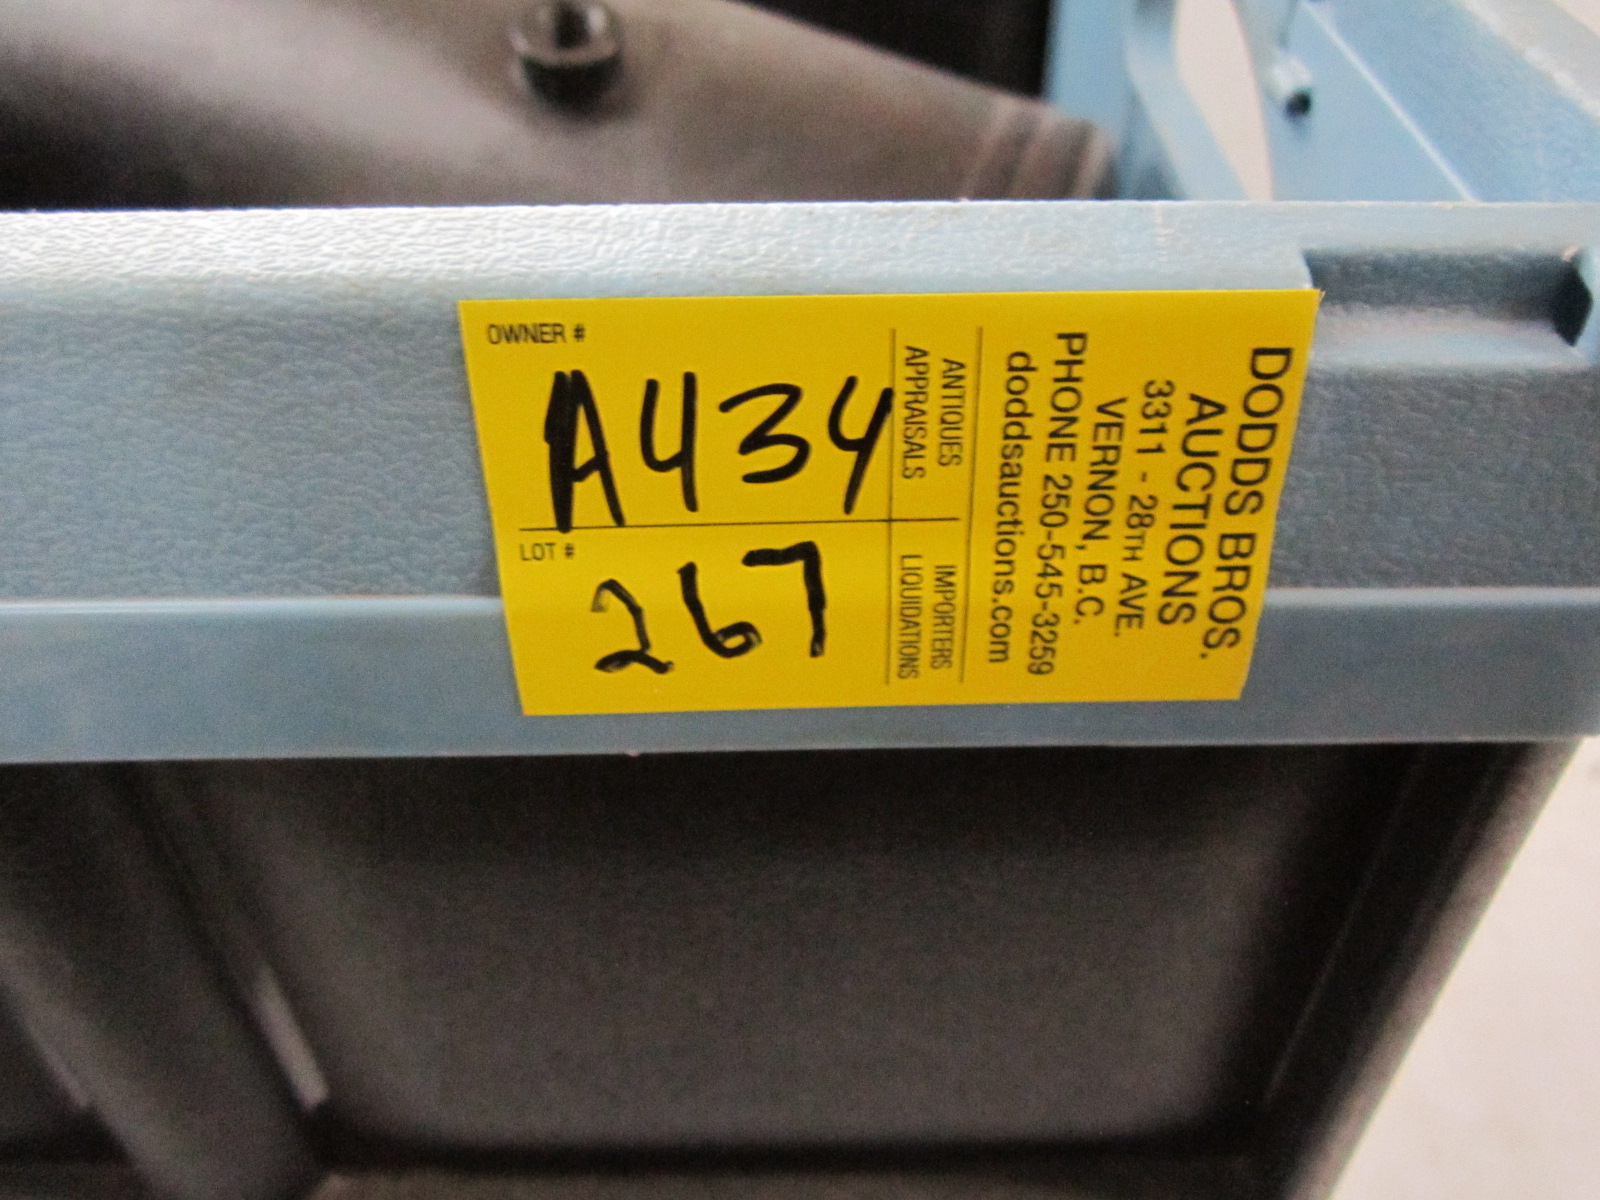 OWNER #
A434
LOT #
267
ANTIQUES
APPRAISALS
IMPORTERS
LIQUIDATIONS
DODDS BROS.
AUCTIONS
3311 - 28TH AVE.
VERNON, B.C.
PHONE 250-545-3259
doddsauctions.com